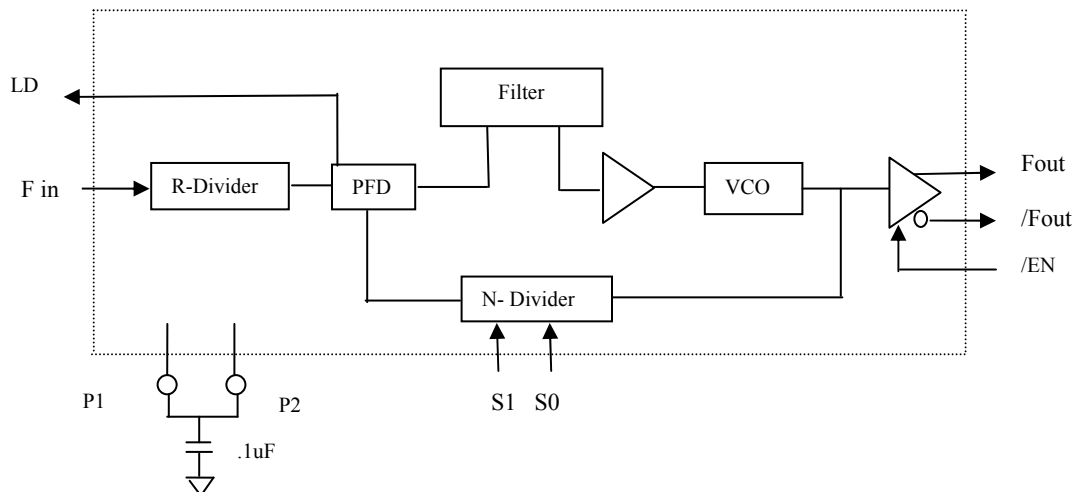 LD
Filter
F in
R-Divider
PFD
VCO
Fout
/Fout
/EN
N- Divider
S1
S0
P1
P2
.1uF